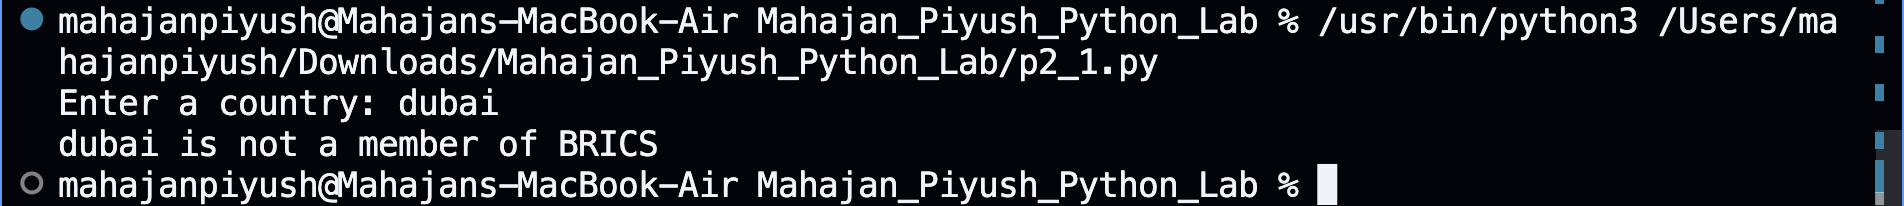 mahajanpiyush@Mahajans-MacBook-Air Mahajan_Piyush_Python_Lab % /usr/bin/python3 /Users/ma
hajanpiyush/Downloads/Mahajan_Piyush_Python_Lab/p2_1.py
Enter a country: dubai
dubai is not a member of BRICS
mahajanpiyush@Mahajans-MacBook-Air Mahajan_Piyush_Python_Lab %